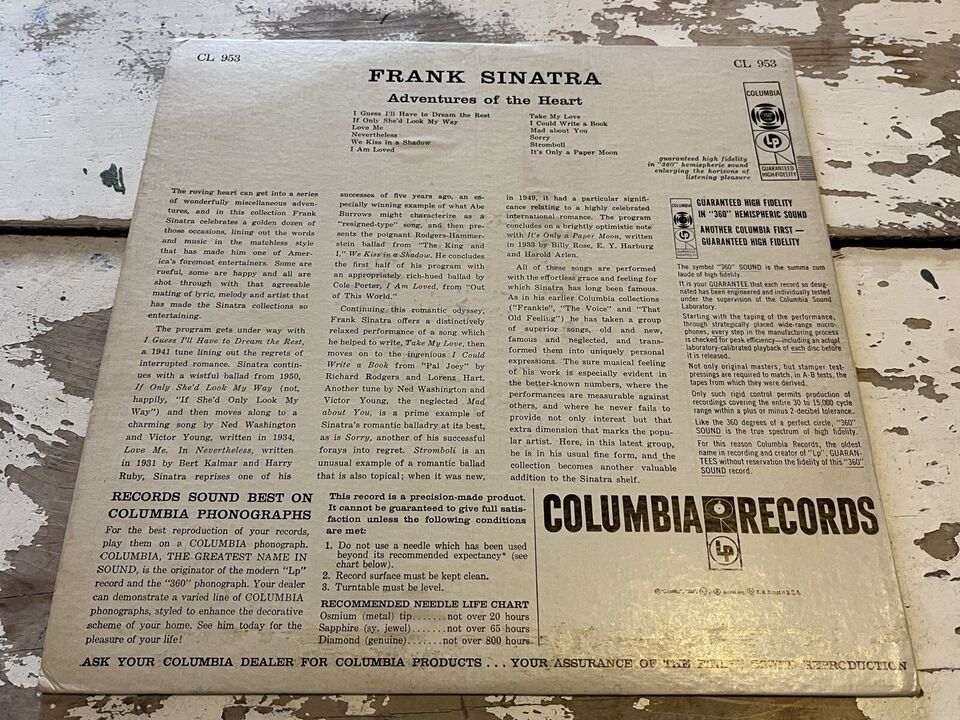 CL 953
CL 953
FRANK SINATRA
Adventures of the Heart
I Guess I'll Have to Dream the Rest
If Only She'd Look My Way
Love Me
Nevertheless
We Kiss in a Shadow
I Am Loved
Take My Love
I Could Write a Book
Mad about You
Sorry
Stromboli
It's Only a Paper Moon
COLUMBIA
LP
GUARANTEED
HIGH-FIDELITY
guaranteed high fidelity
in "360" hemispheric sound
enlarging the horizons of
listening pleasure
The roving heart can get into a series
of wonderfully miscellaneous adven-
tures, and in this collection Frank
Sinatra celebrates a golden dozen of
those occasions, lining out the words
and music in the matchless style
that has made him one of Amer-
ica's foremost entertainers. Some are
rueful, some are happy and all are
shot through with that agreeable
mating of lyric, melody and artist that
has made the Sinatra collections so
entertaining.
The program gets under way with
I Guess I'll Have to Dream the Rest,
a 1941 tune lining out the regrets of
interrupted romance. Sinatra contin-
ues with a wistful ballad from 1950,
If Only She'd Look My Way (not,
happily, "If She'd Only Look My
Way") and then moves along to a
charming song by Ned Washington
and Victor Young, written in 1934,
Love Me. In Nevertheless, written
in 1931 by Bert Kalmar and Harry
Ruby, Sinatra reprises one of his
successes of five years ago, an es-
pecially winning example of what Abe
Burrows might characterize as a
"resigned-type" song, and then pre-
sents the poignant Rodgers-Hammer-
stein ballad from "The King and
I," We Kiss in a Shadow. He concludes
the first half of his program with
an appropriately rich-hued ballad by
Cole Porter, I Am Loved, from "Out
of This World."
Continuing this romantic odyssey,
Frank Sinatra offers a distinctively
relaxed performance of a song which
he helped to write, Take My Love, then
moves on to the ingenious I Could
Write a Book from "Pal Joey" by
Richard Rodgers and Lorenz Hart.
Another tune by Ned Washington and
Victor Young, the neglected Mad
about You, is a prime example of
Sinatra's romantic balladry at its best,
as is Sorry, another of his successful
forays into regret. Stromboli is an
unusual example of a romantic ballad
that is also topical; when it was new,
in 1949, it had a particular signifi-
cance relating to a highly celebrated
international romance. The program
concludes on a brightly optimistic note
with It's Only a Paper Moon, written
in 1933 by Billy Rose, E. Y. Harburg
and Harold Arlen.
All of these songs are performed
with the effortless grace and feeling for
which Sinatra has long been famous.
As in his earlier Columbia collections
("Frankie", "The Voice" and "That
Old Feeling") he has taken a group
of superior songs, old and new,
famous and neglected, and trans-
formed them into uniquely personal
expressions. The sure musical feeling
of his work is especially evident in
the better-known numbers, where the
performances are measurable against
others, and where he never fails to
provide not only interest but that
extra dimension that marks the popu-
lar artist. Here, in this latest group,
he is in his usual fine form, and the
collection becomes another valuable
addition to the Sinatra shelf.
COLUMBIA
LP
GUARANTEED HIGH FIDELITY
IN "360" HEMISPHERIC SOUND
ANOTHER COLUMBIA FIRST—
GUARANTEED HIGH FIDELITY
The symbol "360" SOUND is the summa cum
laude of high fidelity.
It is your GUARANTEE that each record so desig-
nated has been engineered and individually tested
under the supervision of the Columbia Sound
Laboratory.
Starting with the taping of the performance,
through strategically placed wide-range micro-
phones, every step in the manufacturing process
is checked for peak efficiency—including an actual
laboratory-calibrated playback of each disc before
it is released.
Not only original masters, but stamper test-
pressings are required to match, in A-B tests, the
tapes from which they were derived.
Only such rigid control permits production of
recordings covering the entire 30 to 15,000 cycle
range within a plus or minus 2-decibel tolerance.
Like the 360 degrees of a perfect circle, "360"
SOUND is the true spectrum of high fidelity.
For this reason Columbia Records, the oldest
name in recording and creator of "Lp", GUARAN-
TEES without reservation the fidelity of this "360"
SOUND record.
RECORDS SOUND BEST ON
COLUMBIA PHONOGRAPHS
For the best reproduction of your records,
play them on a COLUMBIA phonograph.
COLUMBIA, THE GREATEST NAME IN
SOUND, is the originator of the modern "Lp"
record and the "360" phonograph. Your dealer
can demonstrate a varied line of COLUMBIA
phonographs, styled to enhance the decorative
scheme of your home. See him today for the
pleasure of your life!
This record is a precision-made product.
It cannot be guaranteed to give full satis-
faction unless the following conditions
are met:
1. Do not use a needle which has been used
beyond its recommended expectancy* (see
chart below).
2. Record surface must be kept clean.
3. Turntable must be level.
RECOMMENDED NEEDLE LIFE CHART
Osmium (metal) tip.......not over 20 hours
Sapphire (sy. jewel).......not over 65 hours
Diamond (genuine).......not over 800 hours
COLUMBIA RECORDS
LP
Printed in U.S.A.
ASK YOUR COLUMBIA DEALER FOR COLUMBIA PRODUCTS . . . YOUR ASSURANCE OF THE FINEST SOUND REPRODUCTION